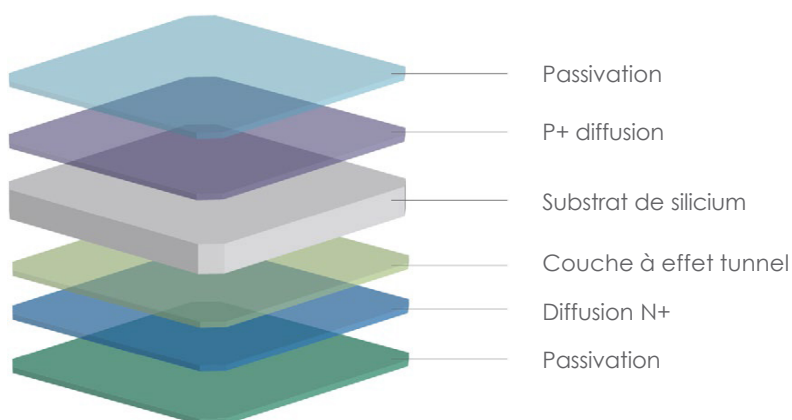 Passivation
P+ diffusion
Substrat de silicium
Couche à effet tunnel
Diffusion N+
Passivation